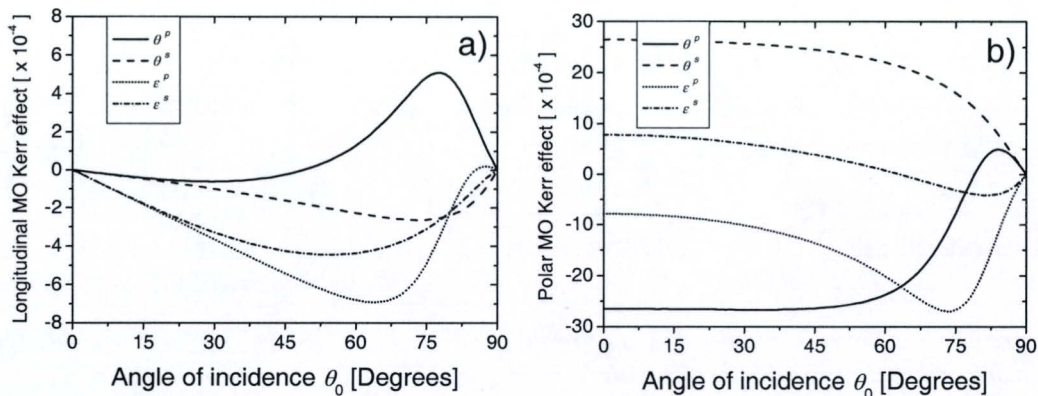 a)
θ^p
θ^s
ε^p
ε^s
Longitudinal MO Kerr effect [ x 10^-4]
8
6
4
2
0
-2
-4
-6
-8
0 15 30 45 60 75 90
Angle of incidence θ_0 [Degrees]
b)
θ^p
θ^s
ε^p
ε^s
Polar MO Kerr effect [ x 10^-4]
30
20
10
0
-10
-20
-30
0 15 30 45 60 75 90
Angle of incidence θ_0 [Degrees]